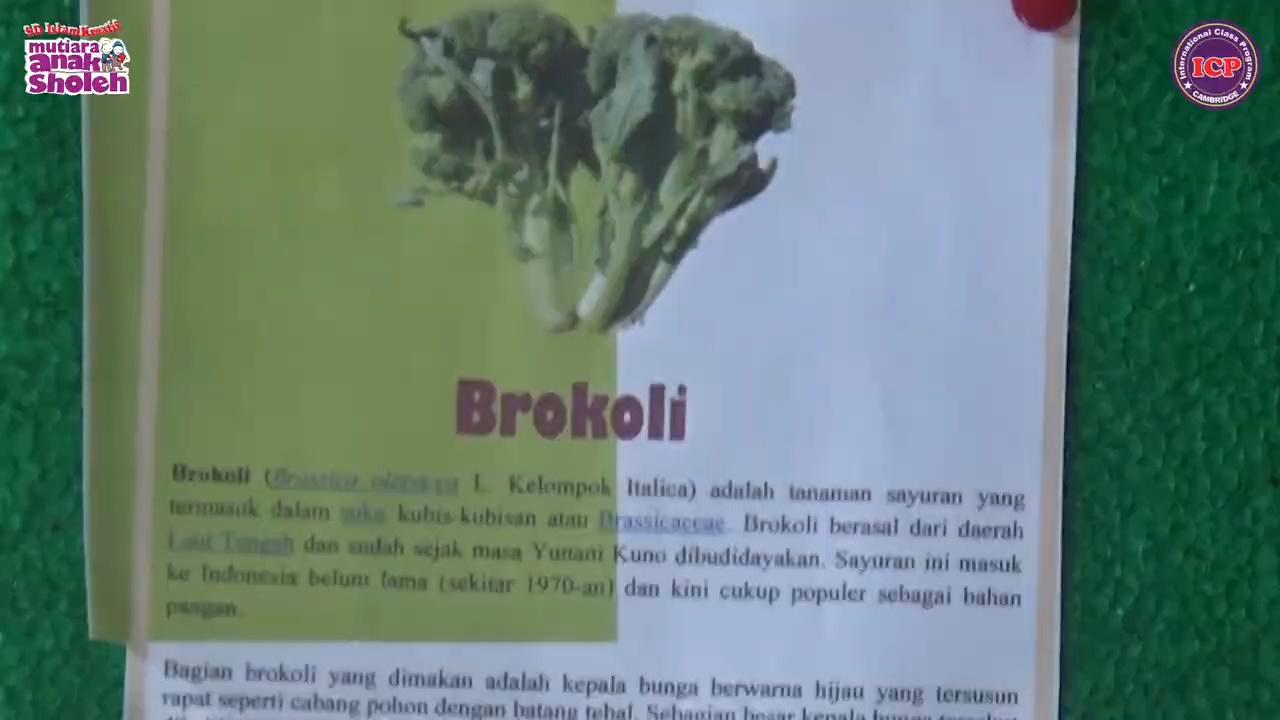 SD Islam Kreatif
mutiara
anak
Sholeh
International Class Program
ICP
CAMBRIDGE
Brokoli
Brokoli (Brassica oleracea L. Kelompok Italica) adalah tanaman sayuran yang
termasuk dalam suku kubis-kubisan atau Brassicaceae. Brokoli berasal dari daerah
Laut Tengah dan sudah sejak masa Yunani Kuno dibudidayakan. Sayuran ini masuk
ke Indonesia belum lama (sekitar 1970-an) dan kini cukup populer sebagai bahan
pangan.
Bagian brokoli yang dimakan adalah kepala bunga berwarna hijau yang tersusun
rapat seperti cabang pohon dengan batang tebal. Sebagian besar kepala bunga